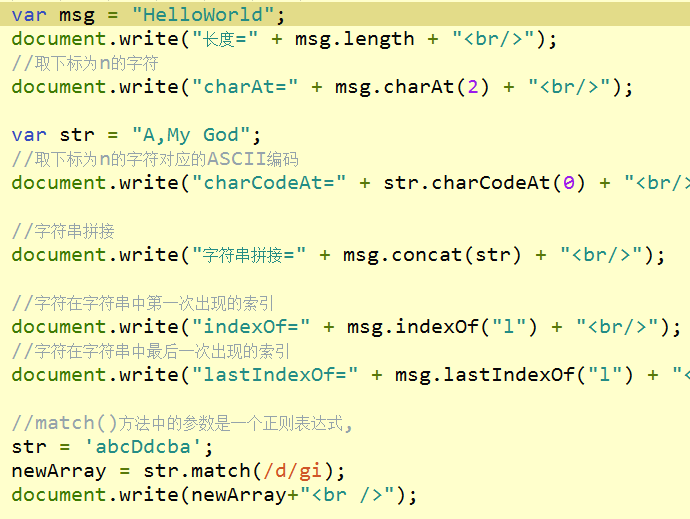 var msg = "HelloWorld";
document.write("长度=" + msg.length + "<br/>");
//取下标为n的字符
document.write("charAt=" + msg.charAt(2) + "<br/>");
var str = "A,My God";
//取下标为n的字符对应的ASCII编码
document.write("charCodeAt=" + str.charCodeAt(0) + "<br/>
//字符串拼接
document.write("字符串拼接=" + msg.concat(str) + "<br/>");
//字符在字符串中第一次出现的索引
document.write("indexOf=" + msg.indexOf("l") + "<br/>");
//字符在字符串中最后一次出现的索引
document.write("lastIndexOf=" + msg.lastIndexOf("l") + "<
//match()方法中的参数是一个正则表达式,
str = 'abcDdcba';
newArray = str.match(/d/gi);
document.write(newArray+"<br />");